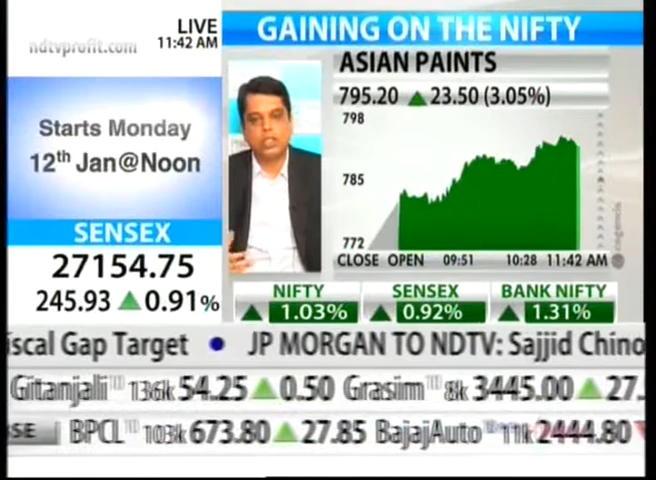 ndtvprofit.com
LIVE
11:42 AM
GAINING ON THE NIFTY
ASIAN PAINTS
795.20 ▲ 23.50 (3.05%)
798
785
772
CLOSE OPEN 09:51 10:28 11:42 AM
cogencis
Starts Monday
12th Jan@Noon
SENSEX
27154.75
245.93 ▲ 0.91%
NIFTY
▲ 1.03%
SENSEX
▲ 0.92%
BANK NIFTY
▲ 1.31%
iscal Gap Target • JP MORGAN TO NDTV: Sajjid Chino
Gitanjali 136k 54.25 ▲ 0.50 Grasim 8k 3445.00 ▲ 27.
SE BPCL 103k 673.80 ▲ 27.85 BajajAuto 11k 2444.80 ▼